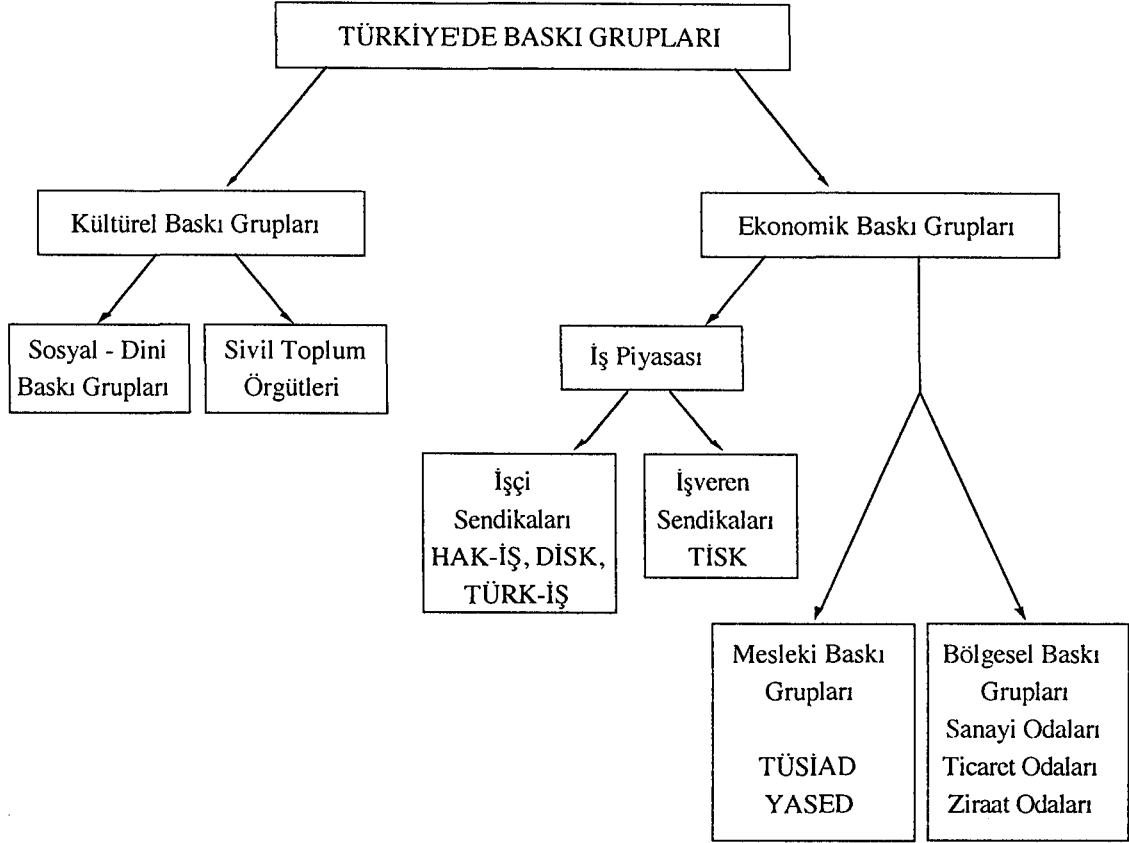 TÜRKİYE'DE BASKI GRUPLARI
Kültürel Baskı Grupları
Ekonomik Baskı Grupları
Sosyal - Dini
Baskı Grupları
Sivil Toplum
Örgütleri
İş Piyasası
İşçi
Sendikaları
HAK-İŞ, DİSK,
TÜRK-İŞ
İşveren
Sendikaları
TİSK
Mesleki Baskı
Grupları
TÜSİAD
YASED
Bölgesel Baskı
Grupları
Sanayi Odaları
Ticaret Odaları
Ziraat Odaları